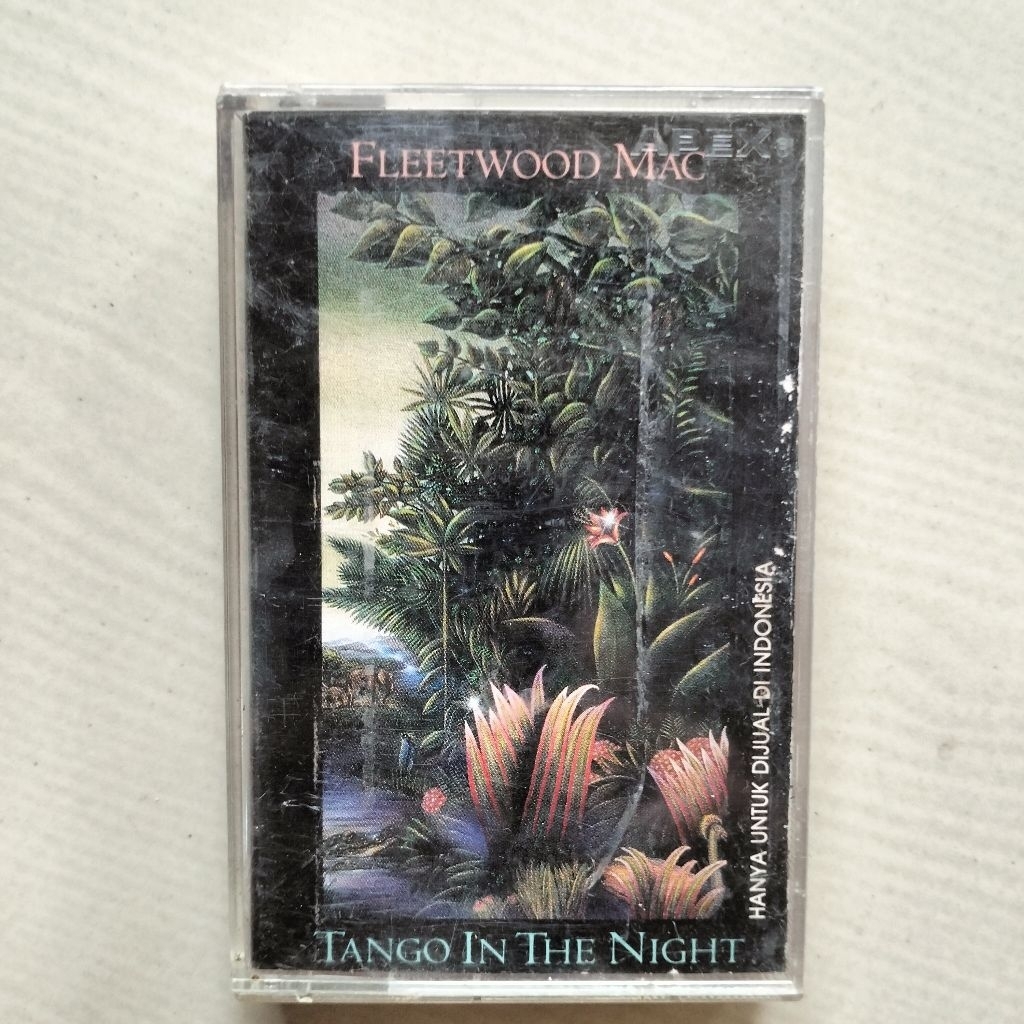 APEX
FLEETWOOD MAC
HANYA UNTUK DIJUAL DI INDONESIA
TANGO IN THE NIGHT